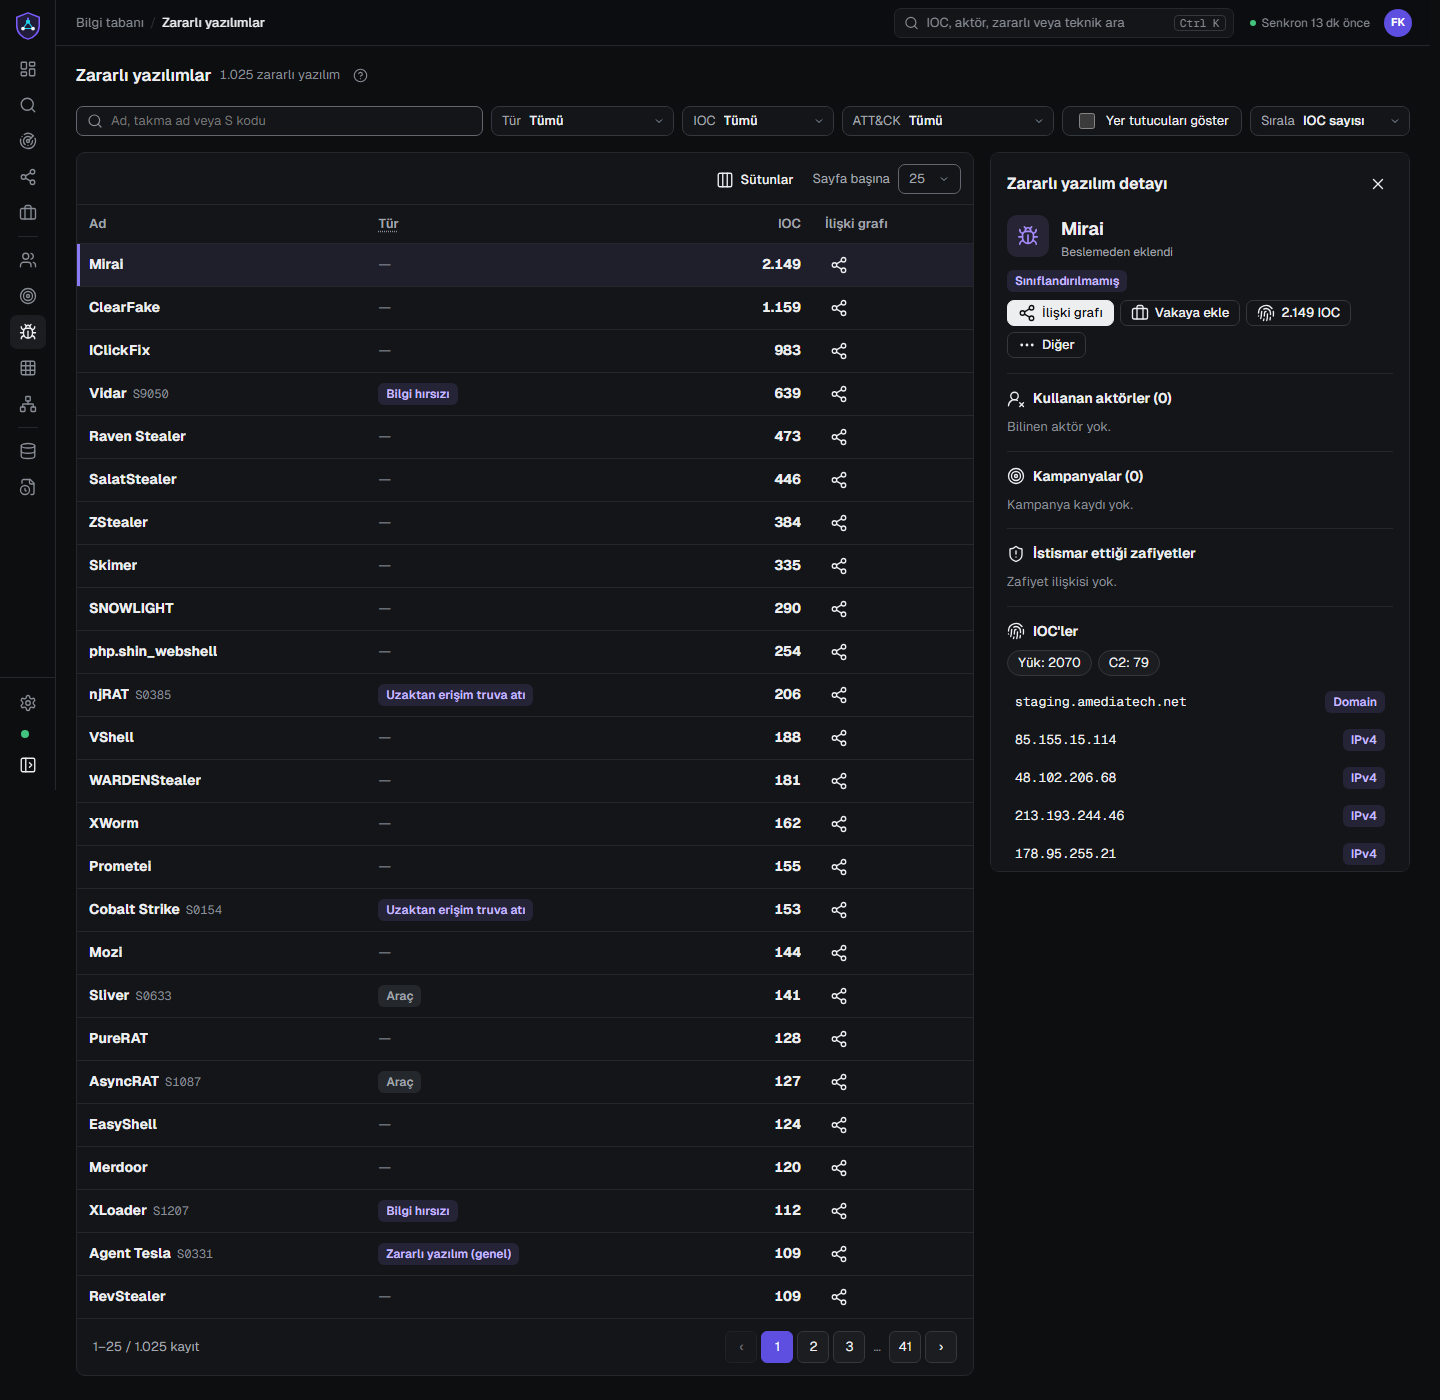 Bilgi tabanı / Zararlı yazılımlar
IOC, aktör, zararlı veya teknik ara
Ctrl K
Senkron 13 dk önce
FK
Zararlı yazılımlar 1.025 zararlı yazılım
Ad, takma ad veya S kodu
Tür Tümü
IOC Tümü
ATT&CK Tümü
Yer tutucuları göster
Sırala IOC sayısı
Sütunlar
Sayfa başına 25
Ad Tür IOC İlişki grafı
Mirai — 2.149
ClearFake — 1.159
IClickFix — 983
Vidar S9050 Bilgi hırsızı 639
Raven Stealer — 473
SalatStealer — 446
ZStealer — 384
Skimer — 335
SNOWLIGHT — 290
php.shin_webshell — 254
njRAT S0385 Uzaktan erişim truva atı 206
VShell — 188
WARDENStealer — 181
XWorm — 162
Prometei — 155
Cobalt Strike S0154 Uzaktan erişim truva atı 153
Mozi — 144
Sliver S0633 Araç 141
PureRAT — 128
AsyncRAT S1087 Araç 127
EasyShell — 124
Merdoor — 120
XLoader S1207 Bilgi hırsızı 112
Agent Tesla S0331 Zararlı yazılım (genel) 109
RevStealer — 109
1–25 / 1.025 kayıt
‹ 1 2 3 … 41 ›
Zararlı yazılım detayı
Mirai
Beslemeden eklendi
Sınıflandırılmamış
İlişki grafı
Vakaya ekle
2.149 IOC
Diğer
Kullanan aktörler (0)
Bilinen aktör yok.
Kampanyalar (0)
Kampanya kaydı yok.
İstismar ettiği zafiyetler
Zafiyet ilişkisi yok.
IOC'ler
Yük: 2070
C2: 79
staging.amediatech.net Domain
85.155.15.114 IPv4
48.102.206.68 IPv4
213.193.244.46 IPv4
178.95.255.21 IPv4